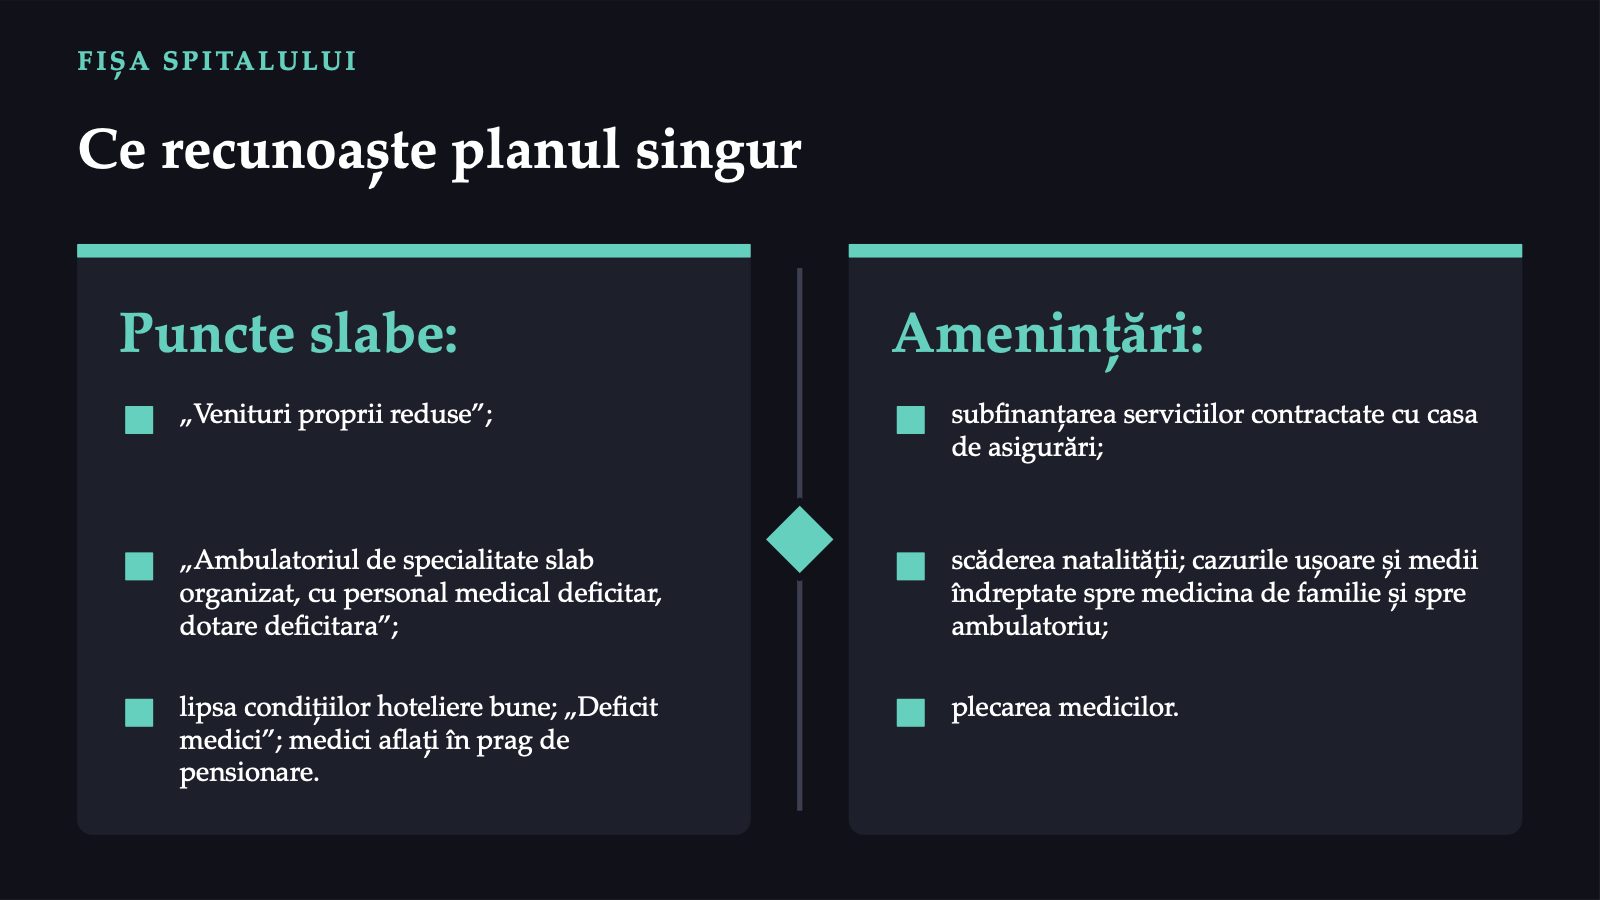 FIȘA SPITALULUI
Ce recunoaște planul singur
Puncte slabe:
„Venituri proprii reduse”;
„Ambulatoriul de specialitate slab
organizat, cu personal medical deficitar,
dotare deficitara”;
lipsa condițiilor hoteliere bune; „Deficit
medici”; medici aflați în prag de
pensionare.
Amenințări:
subfinanțarea serviciilor contractate cu casa
de asigurări;
scăderea natalității; cazurile ușoare și medii
îndreptate spre medicina de familie și spre
ambulatoriu;
plecarea medicilor.